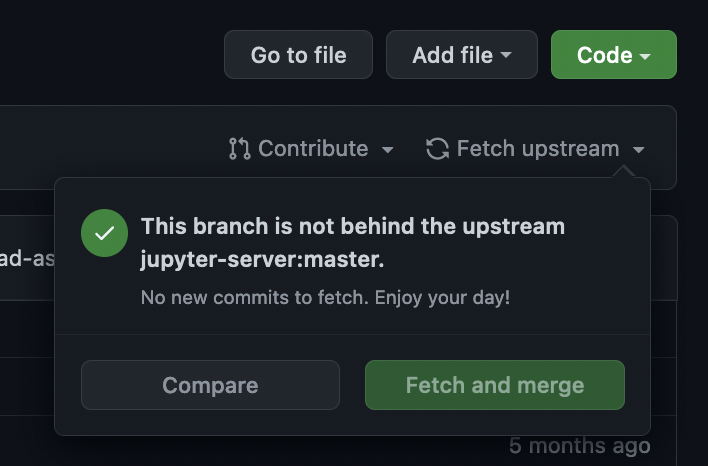 Go to file
Add file
Code
Contribute
Fetch upstream
ad-as
This branch is not behind the upstream
jupyter-server:master.
No new commits to fetch. Enjoy your day!
Compare
Fetch and merge
5 months ago